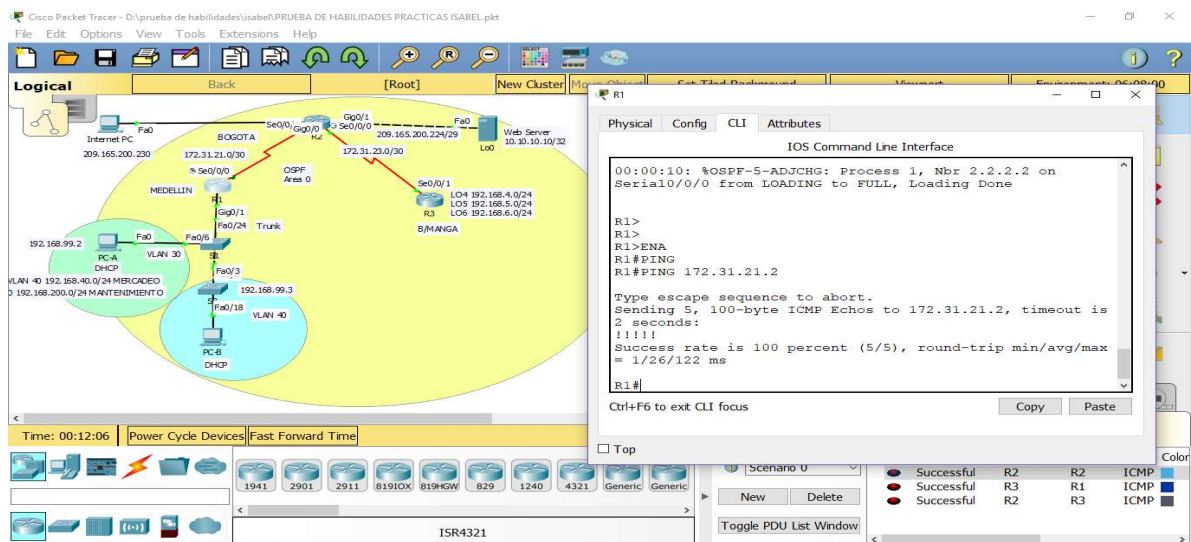 Cisco Packet Tracer - D:\prueba de habilidades\isabel\PRUEBA DE HABILIDADES PRACTICAS ISABEL.pkt
File Edit Options View Tools Extensions Help
Logical
Back
[Root]
New Cluster
Move Object
Set Tiled Background
Viewport
Environment: 06:08:00
Internet PC
Fa0
209.165.200.230
BOGOTA
Se0/0/
Gig0/0
R2
Gig0/1
Se0/0/1
209.165.200.224/29
Fa0
Web Server
10.10.10.10/32
Lo0
172.31.21.0/30
172.31.23.0/30
Se0/0/0
OSPF
Area 0
MEDELLIN
R1
Gig0/1
Fa0/24 Trunk
Se0/0/1
R3
LO4 192.168.4.0/24
LO5 192.168.5.0/24
LO6 192.168.6.0/24
B/MANGA
192.168.99.2
Fa0
Fa0/6
S1
PC-A
DHCP
VLAN 30
VLAN 40 192.168.40.0/24 MERCADEO
0 192.168.200.0/24 MANTENIMIENTO
Fa0/3
192.168.99.3
Fa0/18
VLAN 40
PC-B
DHCP
R1
Physical Config CLI Attributes
IOS Command Line Interface
00:00:10: %OSPF-5-ADJCHG: Process 1, Nbr 2.2.2.2 on
Serial0/0/0 from LOADING to FULL, Loading Done
R1>
R1>
R1>ENA
R1#PING
R1#PING 172.31.21.2
Type escape sequence to abort.
Sending 5, 100-byte ICMP Echos to 172.31.21.2, timeout is
2 seconds:
!!!!!
Success rate is 100 percent (5/5), round-trip min/avg/max
= 1/26/122 ms
R1#
Ctrl+F6 to exit CLI focus
Copy
Paste
Top
Time: 00:12:06
Power Cycle Devices
Fast Forward Time
1941 2901 2911 819IOX 819HGW 829 1240 4321 Generic Generic
ISR4321
Scenario 0
New
Delete
Toggle PDU List Window
Color
Successful R2 R2 ICMP
Successful R3 R1 ICMP
Successful R2 R3 ICMP